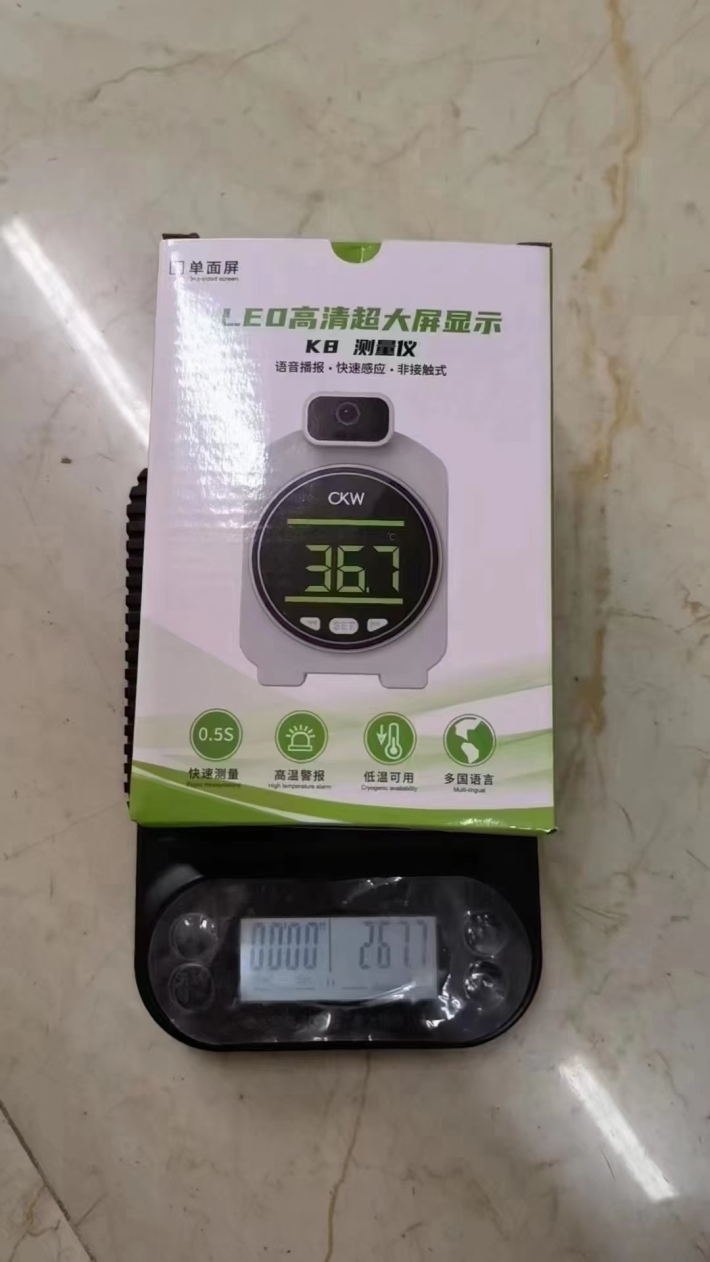 单面屏
LED高清超大屏显示
K8 测量仪
语音播报·快速感应·非接触式
CKW
℃
36.7
SET
0.5S
快速测量
高温警报
低温可用
多国语言
High temperature alarm
Cryogenic availability
Multi-lingual
00'00"
267.7